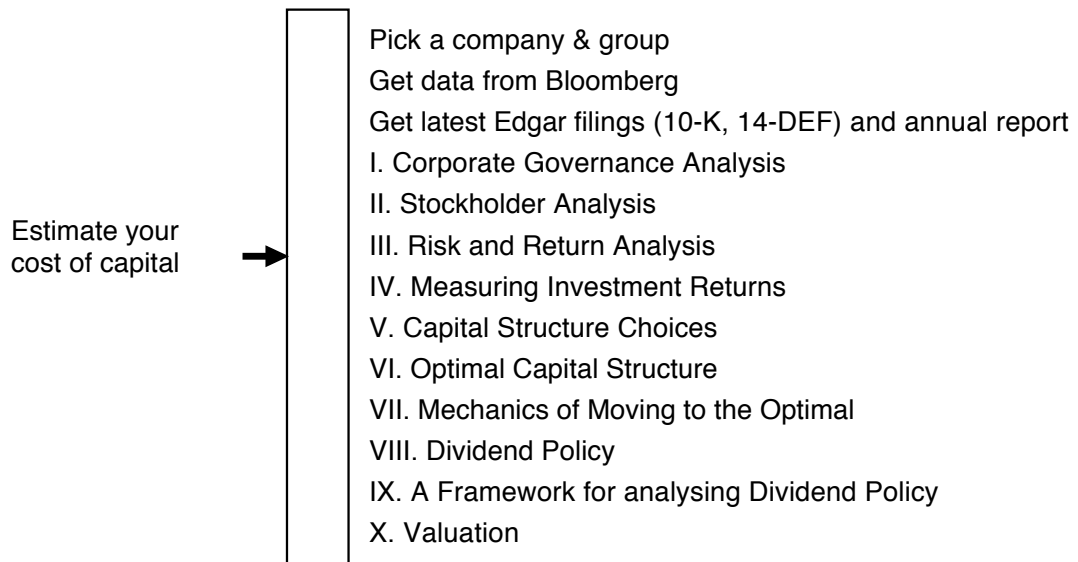 Pick a company & group
Get data from Bloomberg
Get latest Edgar filings (10-K, 14-DEF) and annual report
I. Corporate Governance Analysis
II. Stockholder Analysis
Estimate your
cost of capital
III. Risk and Return Analysis
IV. Measuring Investment Returns
V. Capital Structure Choices
VI. Optimal Capital Structure
VII. Mechanics of Moving to the Optimal
VIII. Dividend Policy
IX. A Framework for analysing Dividend Policy
X. Valuation